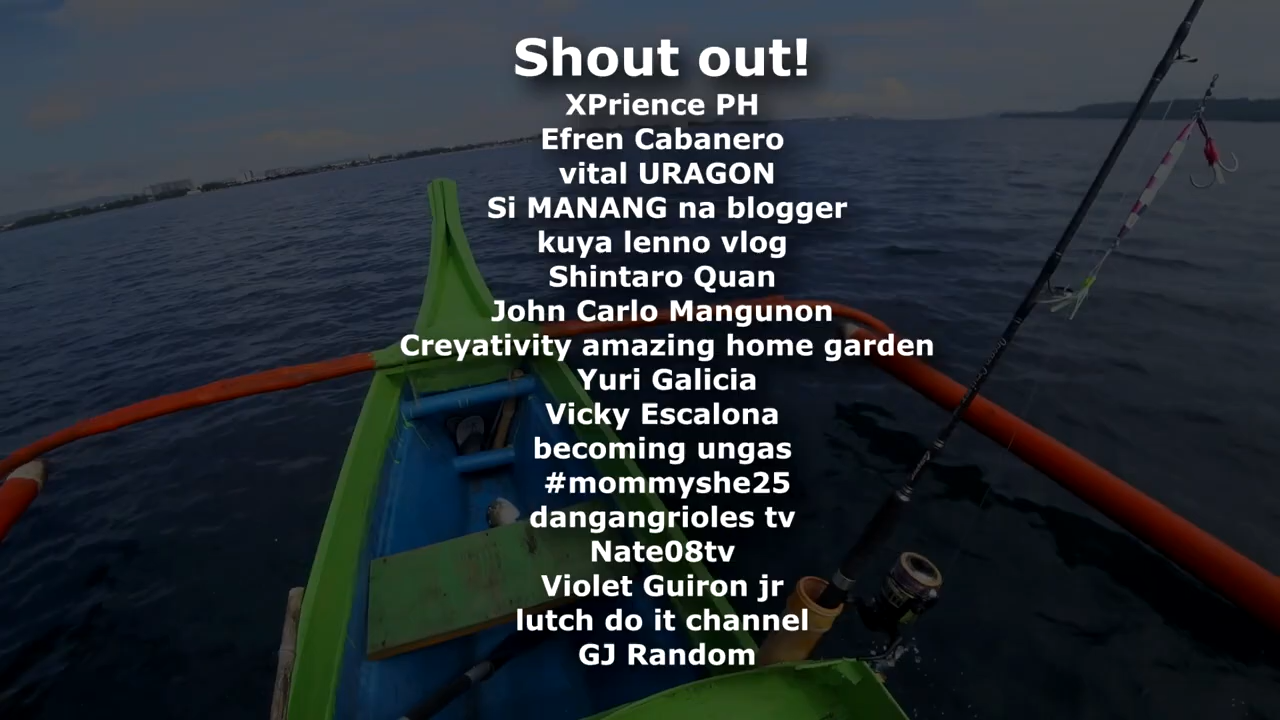 Shout out!
XPrience PH
Efren Cabanero
vital URAGON
Si MANANG na blogger
kuya lenno vlog
Shintaro Quan
John Carlo Mangunon
Creyativity amazing home garden
Yuri Galicia
Vicky Escalona
becoming ungas
#mommyshe25
dangangrioles tv
Nate08tv
Violet Guiron jr
lutch do it channel
GJ Random